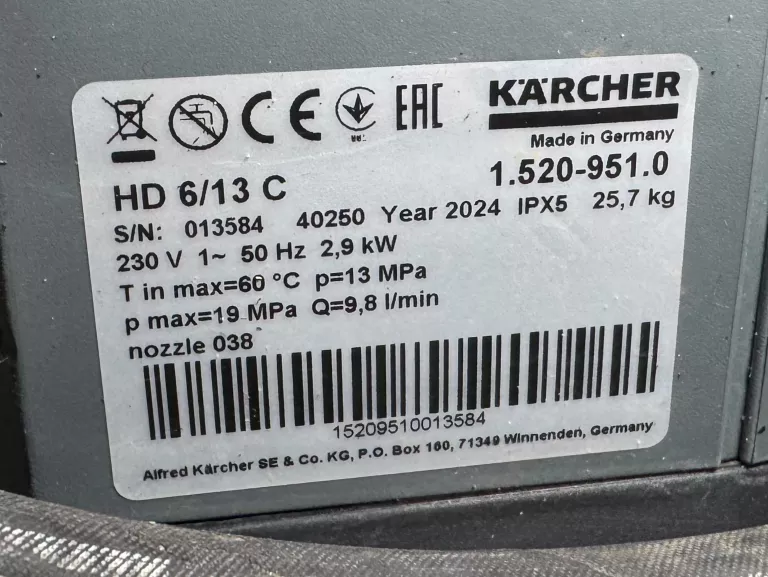 CE EAC KÄRCHER
Made in Germany
HD 6/13 C 1.520-951.0
S/N: 013584 40250 Year 2024 IPX5 25,7 kg
230 V 1~ 50 Hz 2,9 kW
T in max=60 °C p=13 MPa
p max=19 MPa Q=9,8 l/min
nozzle 038
15209510013584
Alfred Kärcher SE & Co. KG, P.O. Box 160, 71349 Winnenden, Germany